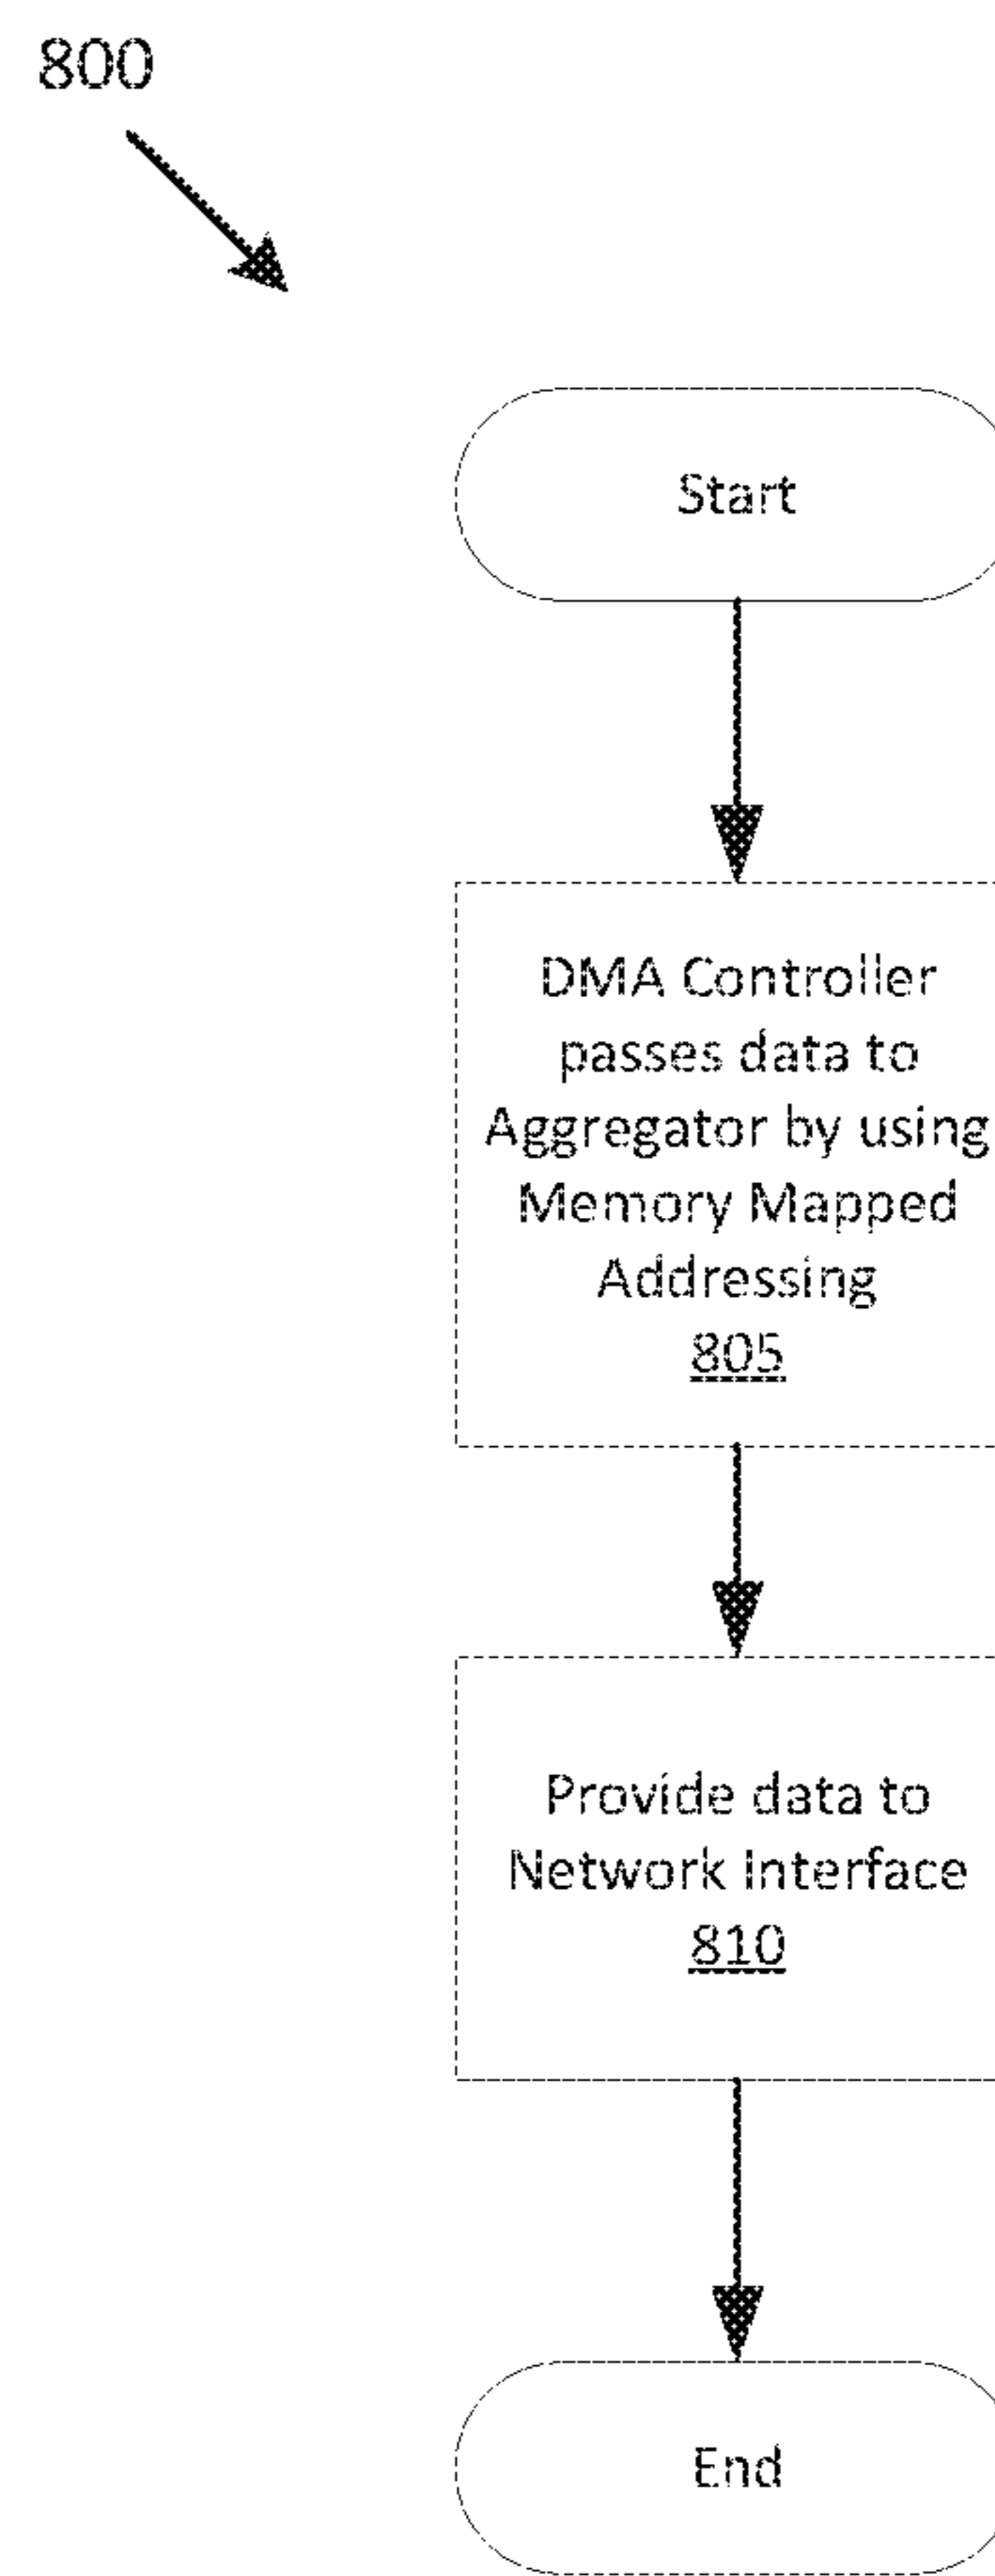 800
Start
DMA Controller
passes data to
Aggregator by using
Memory Mapped
Addressing
805
Provide data to
Network Interface
810
End